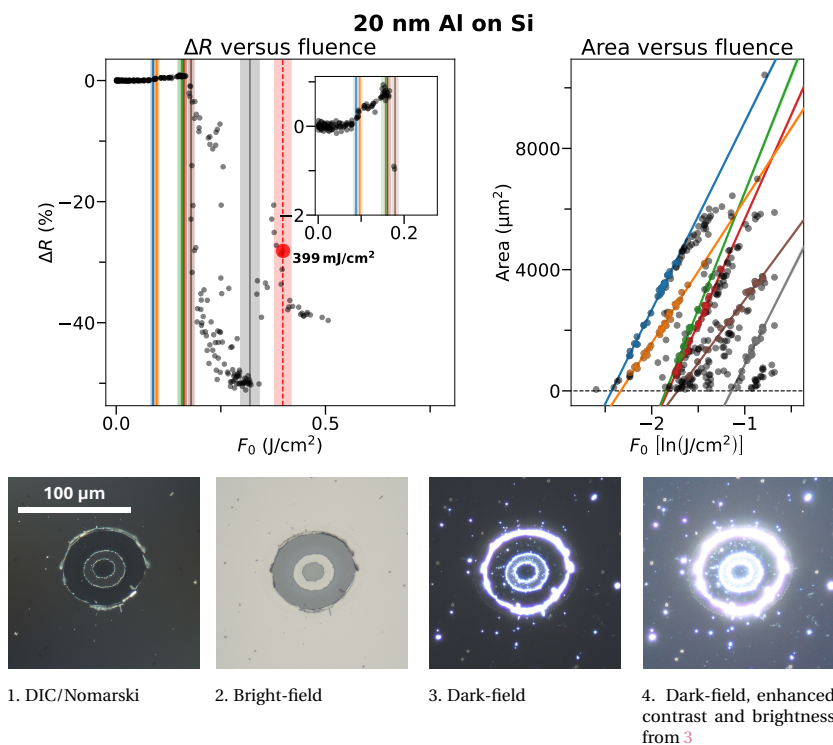 20 nm Al on Si
ΔR versus fluence
Area versus fluence
0
−20
−40
ΔR (%)
0.0
0.5
F₀ (J/cm²)
0
−2
0.0
0.2
399 mJ/cm²
8000
4000
0
Area (μm²)
−2
−1
F₀ [ln(J/cm²)]
100 μm
1. DIC/Nomarski
2. Bright-field
3. Dark-field
4. Dark-field, enhanced
contrast and brightness
from 3